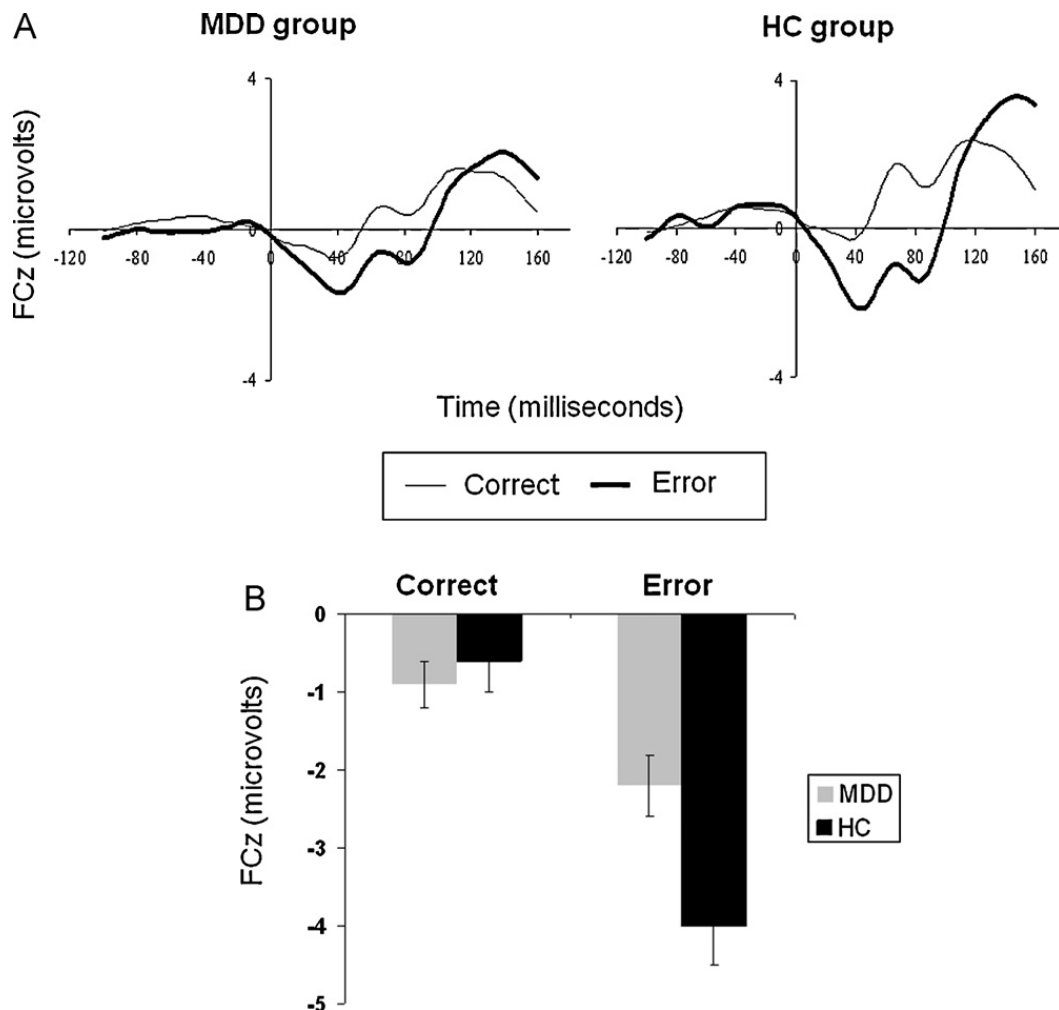 A
MDD group
HC group
FCz (microvolts)
4
0
-4
-120 -80 -40 0 40 80 120 160
4
0
-4
-120 -80 -40 0 40 80 120 160
Time (milliseconds)
Correct Error
B
Correct Error
FCz (microvolts)
0
-1
-2
-3
-4
-5
MDD
HC